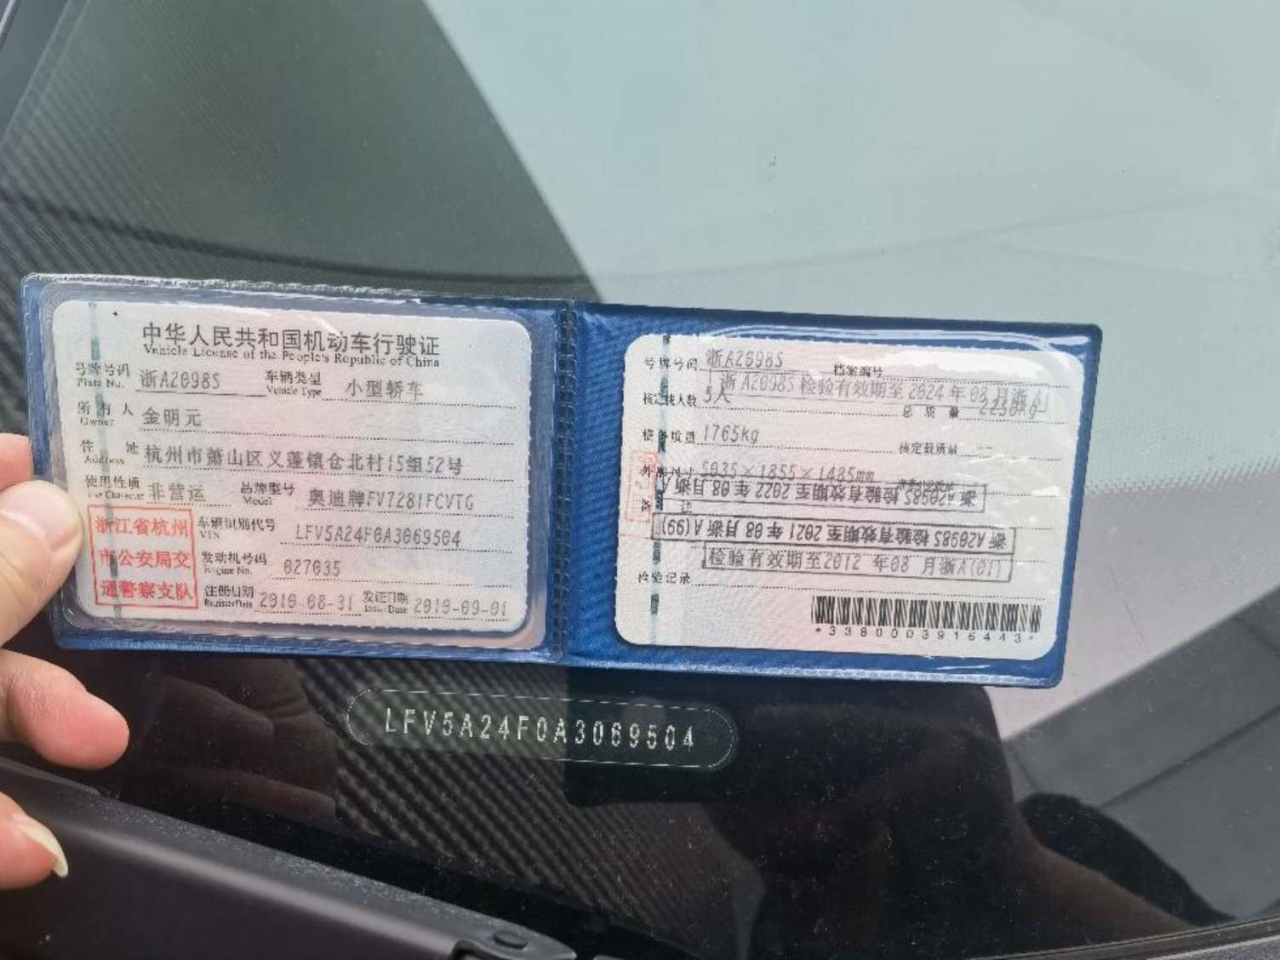 中华人民共和国机动车行驶证
Vehicle License of the People's Republic of China
号牌号码 Plate No. 浙A2098S 车辆类型 Vehicle Type 小型轿车
所有人 Owner 金明元
住址 Address 杭州市萧山区义蓬镇仓北村15组52号
使用性质 Use Character 非营运 品牌型号 Model 奥迪牌FV7281FCVTG
浙江省杭州
市公安局交
通警察支队
车辆识别代号 VIN LFV5A24F0A3069504
发动机号码 Engine No. 027035
注册日期 Register Date 2010-08-31 发证日期 Issue Date 2010-09-01
号牌号码 浙A2098S 档案编号
浙A2098S 检验有效期至2024年08月浙A
核定载人数 5人 总质量 2250kg
整备质量 1765kg 核定载质量 --
外廓尺寸 5035×1855×1485mm
浙A2098S 检验有效期至2022年08月浙A
备注
浙A2098S 检验有效期至2021年08月浙A(99)
检验有效期至2012年08月浙A(01)
检验记录
*3380003916443*
LFV5A24F0A3069504